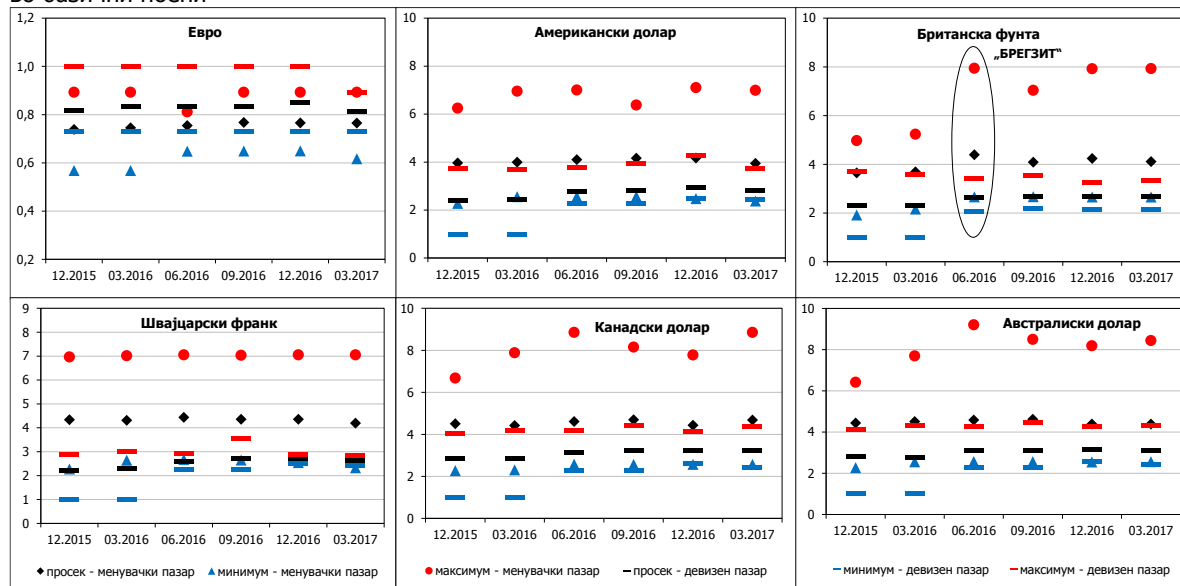 во базични поени
Евро
1,2
1,0
0,8
0,6
0,4
0,2
12.2015 03.2016 06.2016 09.2016 12.2016 03.2017
Американски долар
10
8
6
4
2
0
12.2015 03.2016 06.2016 09.2016 12.2016 03.2017
Британска фунта
„БРЕГЗИТ“
10
8
6
4
2
0
12.2015 03.2016 06.2016 09.2016 12.2016 03.2017
Швајцарски франк
9
8
7
6
5
4
3
2
1
0
12.2015 03.2016 06.2016 09.2016 12.2016 03.2017
Канадски долар
10
8
6
4
2
0
12.2015 03.2016 06.2016 09.2016 12.2016 03.2017
Австралиски долар
10
8
6
4
2
0
12.2015 03.2016 06.2016 09.2016 12.2016 03.2017
просек - менувачки пазар минимум - менувачки пазар максимум - менувачки пазар просек - девизен пазар минимум - девизен пазар максимум - девизен пазар